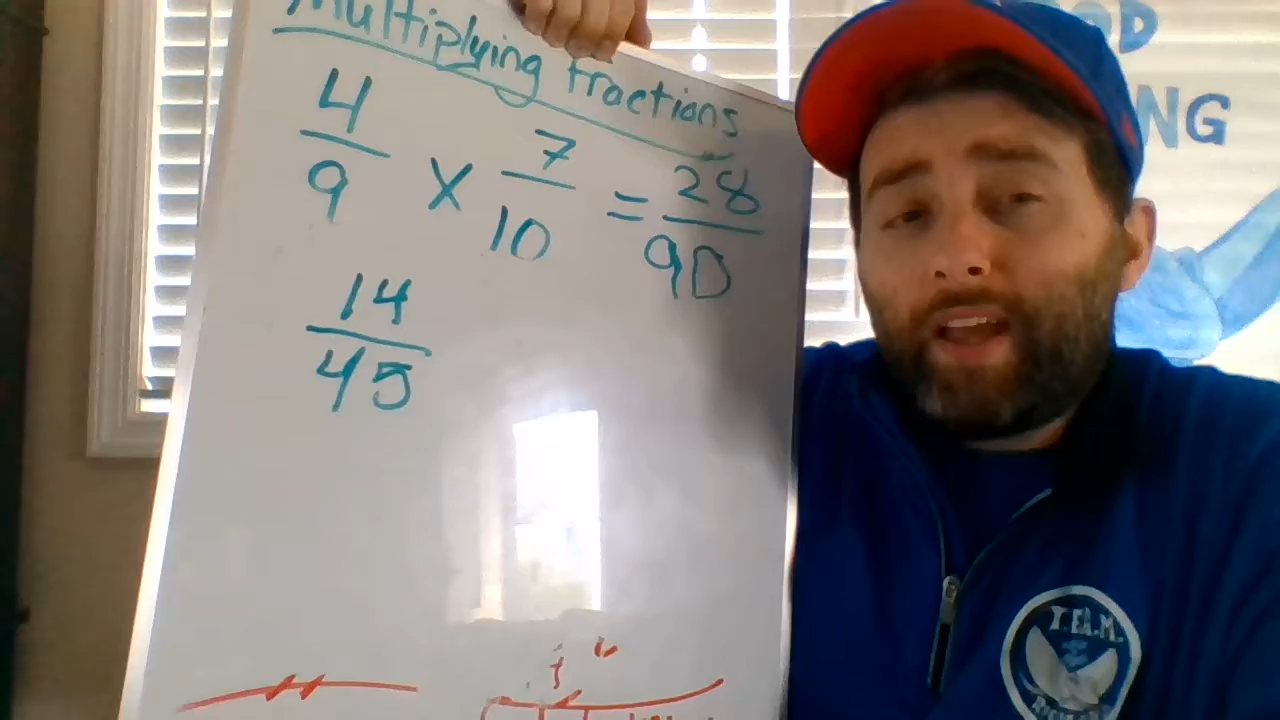 Multiplying fractions
4/9 x 7/10 = 28/90
14/45
T.E.A.M.